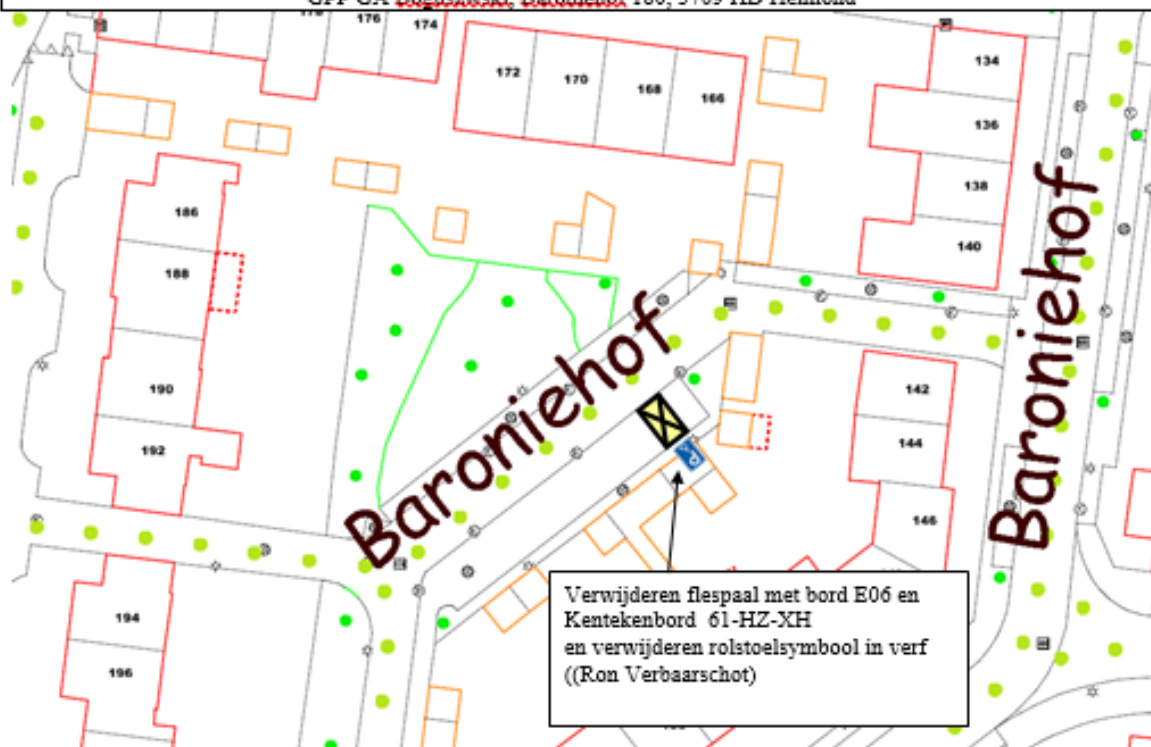 176
174
172
170
168
166
134
136
138
140
186
188
190
192
194
196
142
144
146
Baroniehof
Baroniehof
P
Verwijderen flespaal met bord E06 en
Kentekenbord 61-HZ-XH
en verwijderen rolstoelsymbool in verf
((Ron Verbaarschot)